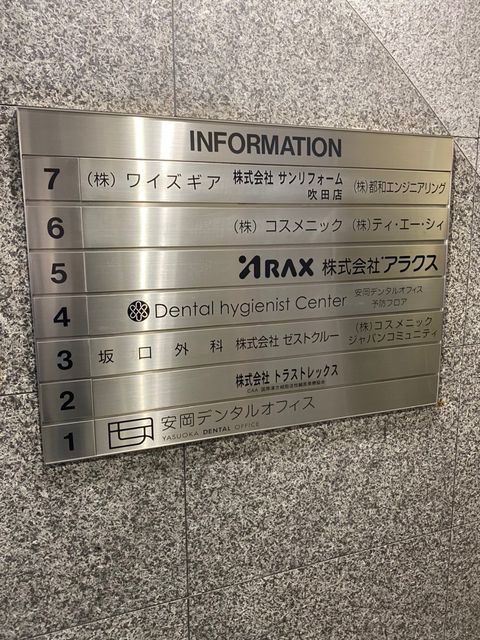 INFORMATION
7 (株) ワイズギア 株式会社 サンリフォーム 吹田店 (株)都和エンジニアリング
6 (株) コスメニック (株)ティ・エー・シィ
5 ARAX 株式会社アラクス
4 Dental hygienist Center 安岡デンタルオフィス 予防フロア
3 坂口外科 株式会社 ゼストクルー (株)コスメニック ジャパンコミュニティ
2 株式会社 トラストレックス
CAA
1 安岡デンタルオフィス
YASUOKA DENTAL OFFICE